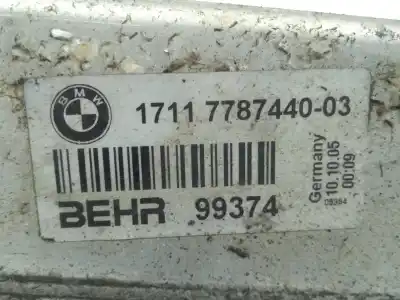 BMW
1711 7787440-03
BEHR 99374
Germany
10.10.05
00:09